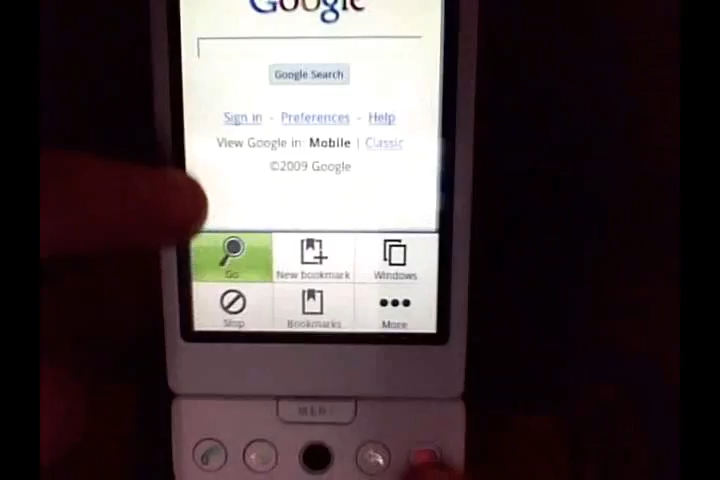 Google
Google Search
Sign in - Preferences - Help
View Google in: Mobile | Classic
©2009 Google
Go
New bookmark
Windows
Stop
Bookmarks
More
MENU